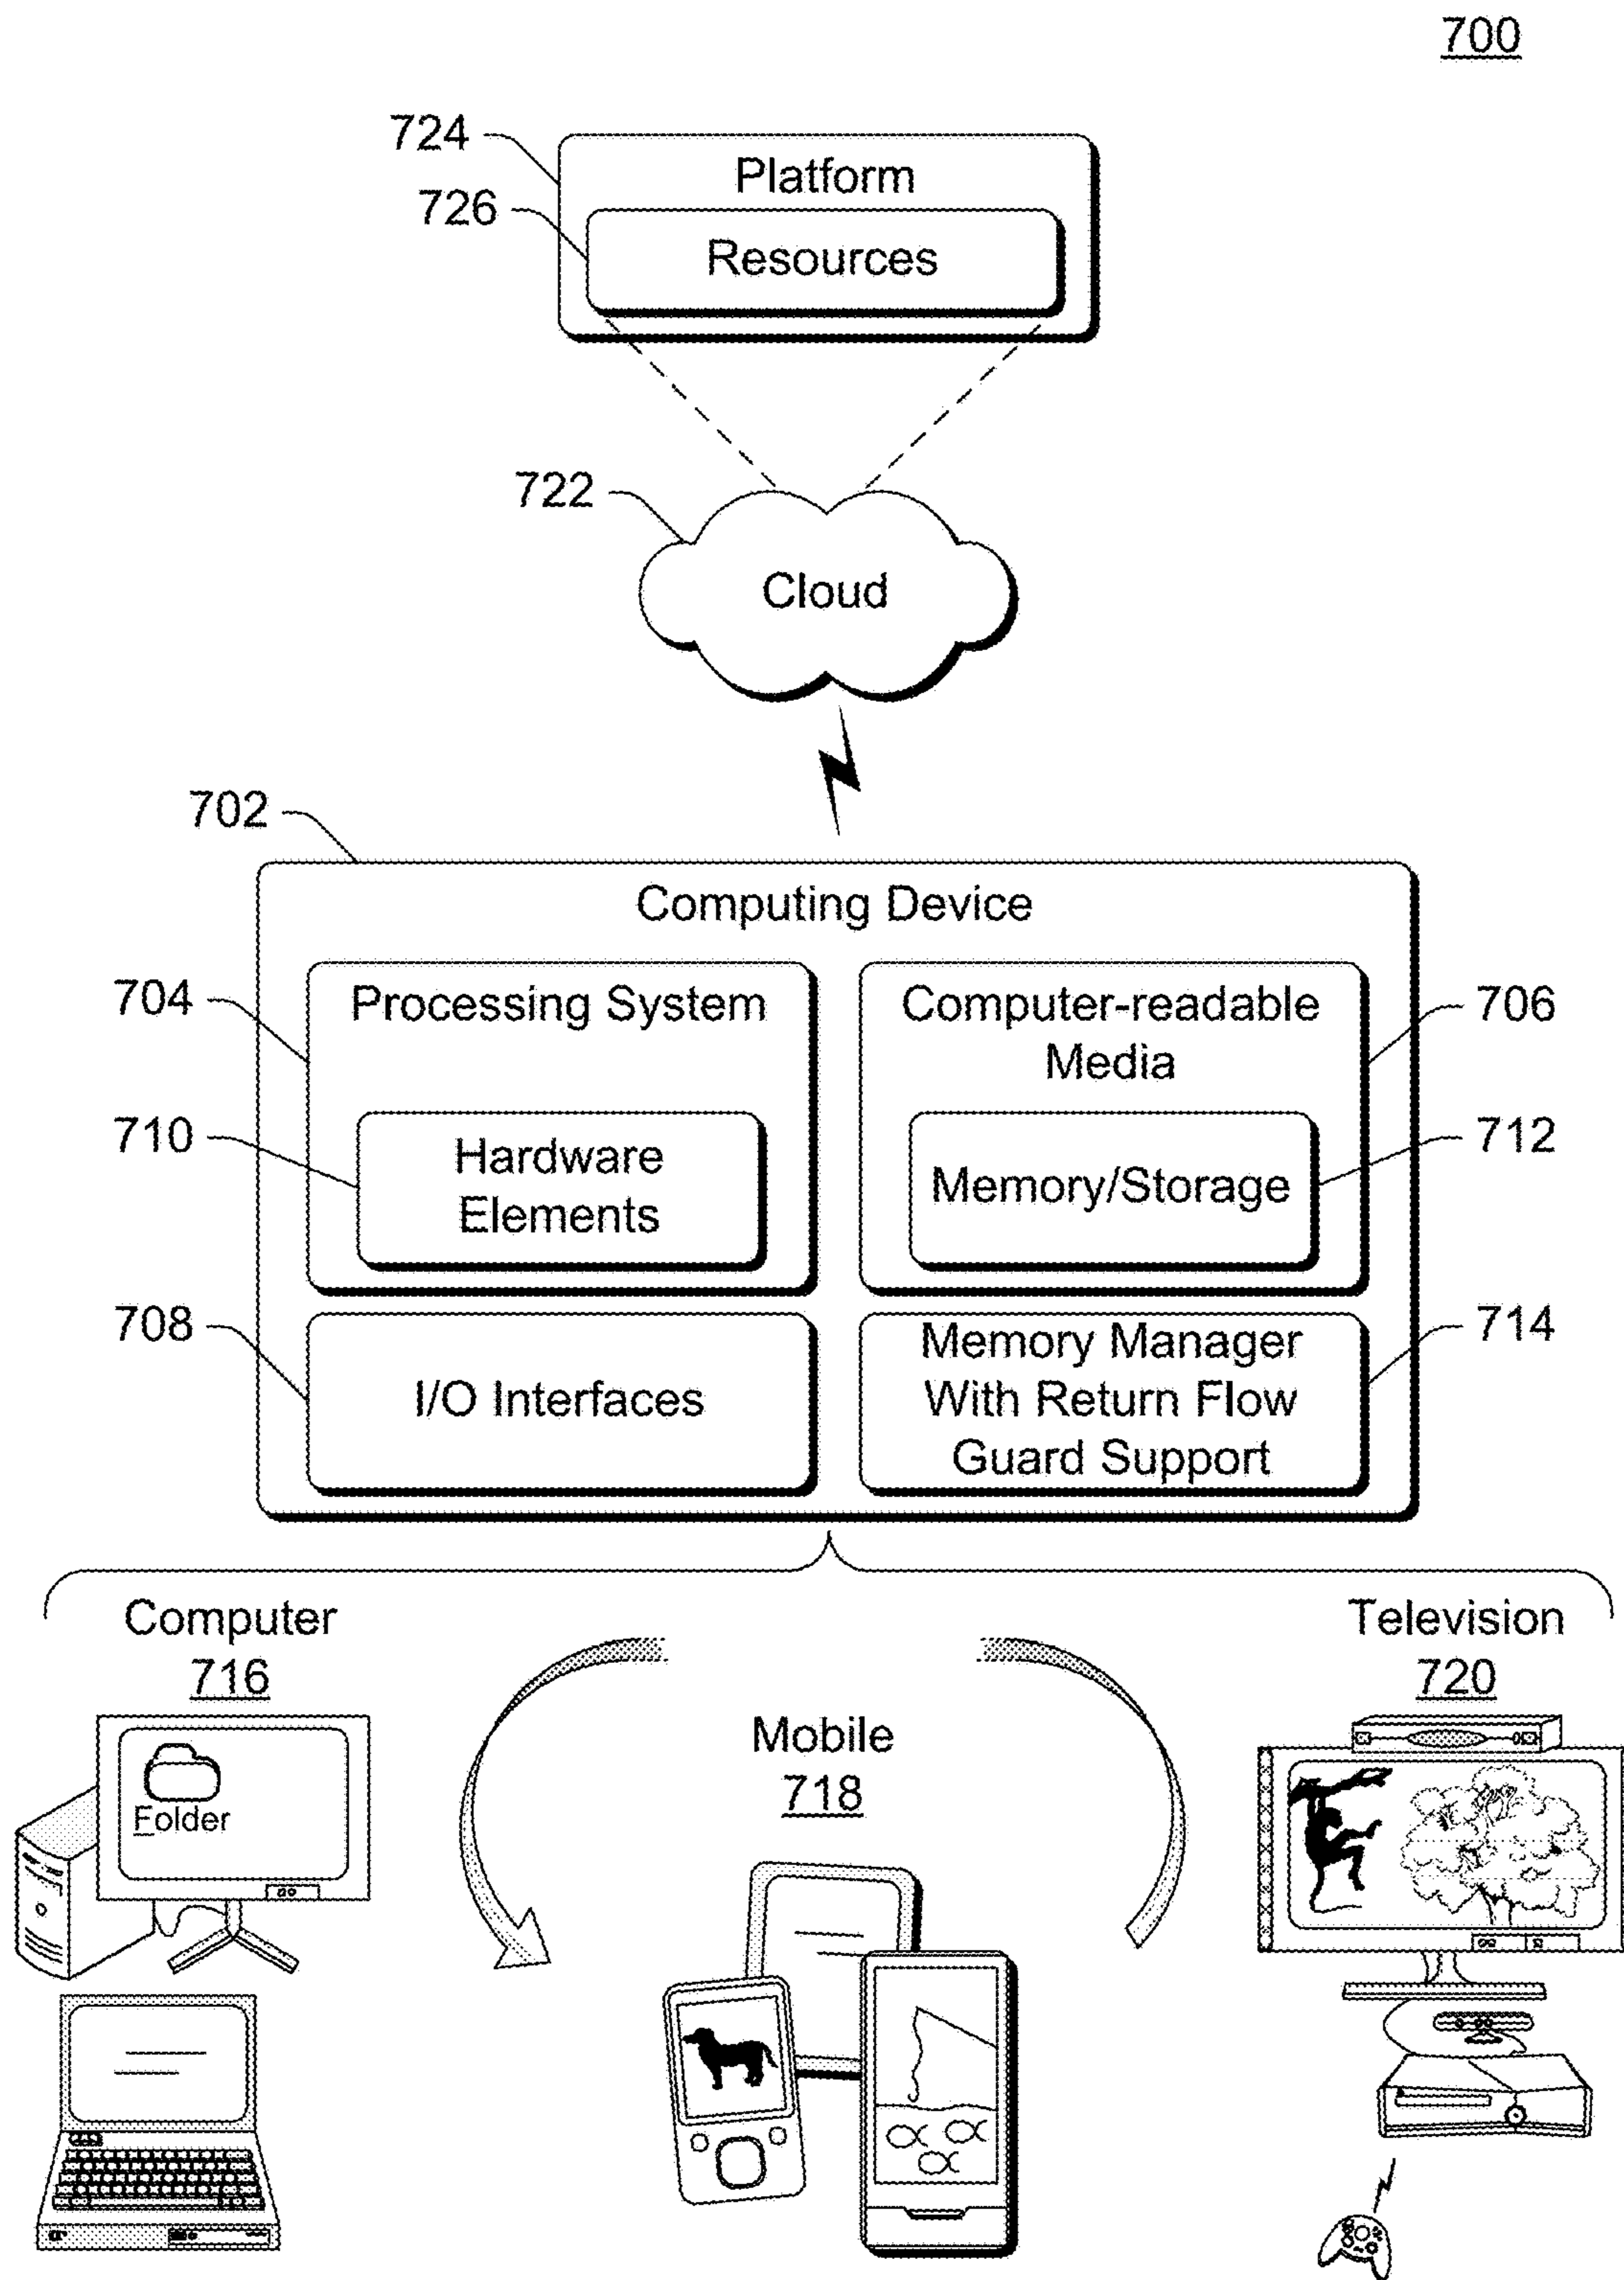 700
724
Platform
726
Resources
722
Cloud
702
Computing Device
704
Processing System
Computer-readable
Media
706
710
Hardware
Elements
Memory/Storage
712
708
I/O Interfaces
Memory Manager
With Return Flow
Guard Support
714
Computer
716
Folder
Mobile
718
Television
720